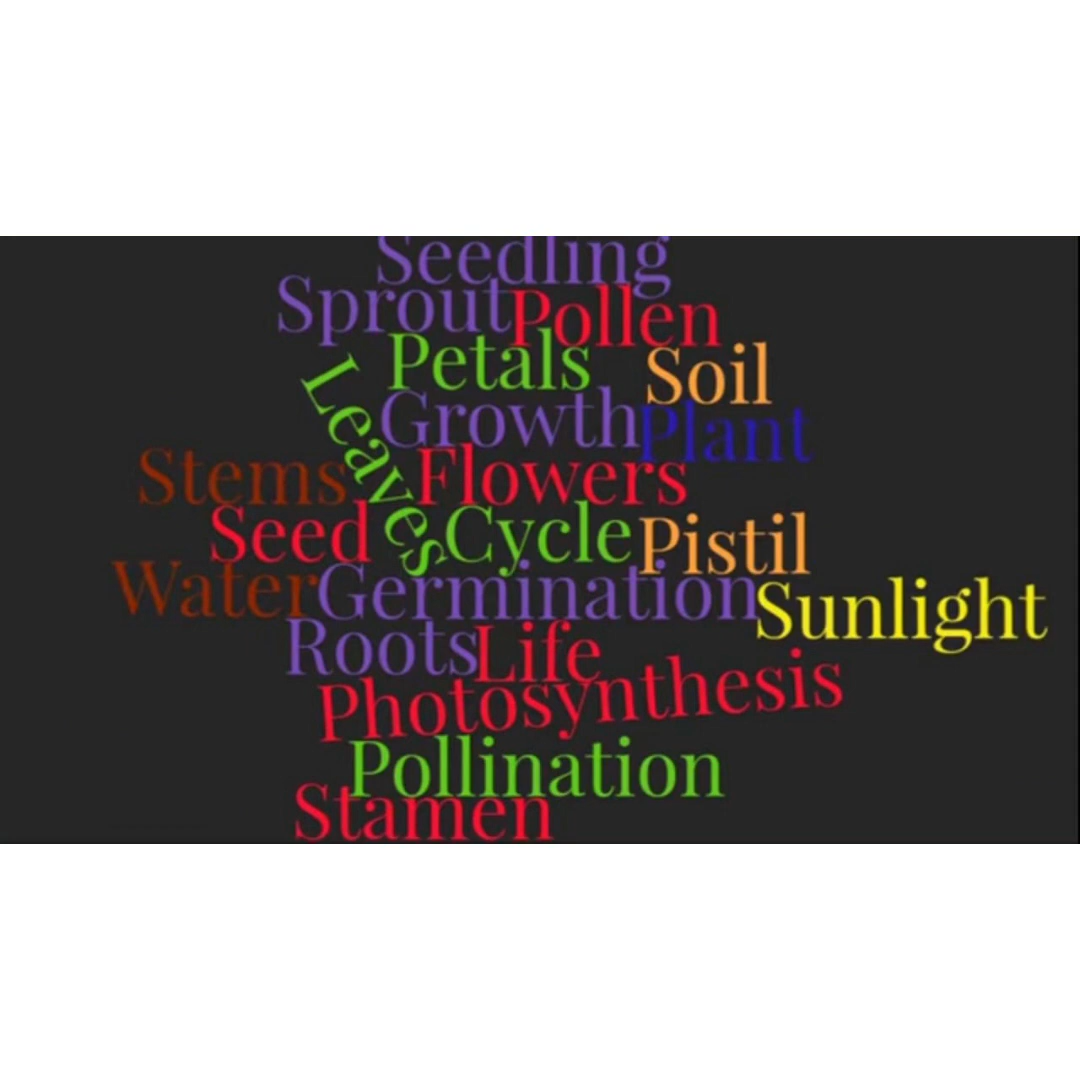 Seedling
Sprout Pollen
Petals Soil
Leaves
Growth Plant
Stems Flowers
Seed Cycle Pistil
Water Germination Sunlight
Roots Life
Photosynthesis
Pollination
Stamen